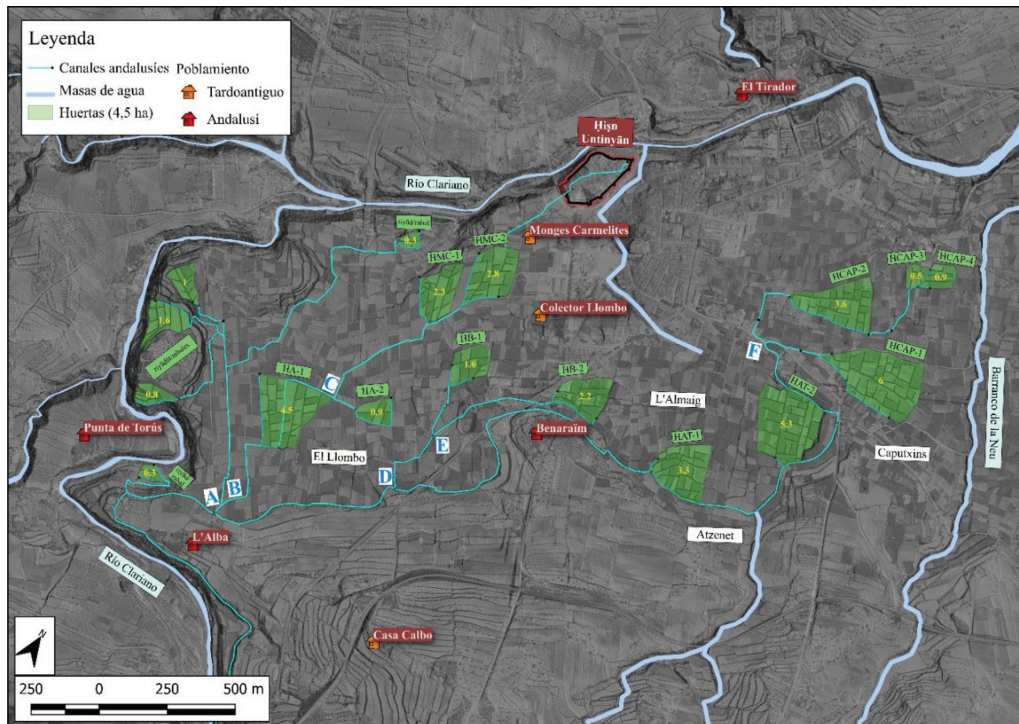 Leyenda
Canales andalusíes
Masas de agua
Huertas (4,5 ha)
Poblamiento
Tardoantiguo
Andalusi
El Tirador
Ḥiṣn
Unṭinyān
Río Clariano
Monges Carmelites
HMC-1
HMC-2
0.3
2.3
2.8
HCAP-2
HCAP-3
HCAP-4
3.6
0.5
0.9
1
1.6
0.8
Colector Llombo
HB-1
1.6
HB-2
2.2
F
HCAP-1
6
HA-1
4.5
C
HA-2
0.9
HAT-2
5.3
L'Almaig
Barranco de la Neu
Punta de Torús
Benaraïm
E
El Llombo
D
HAT-1
3.3
Caputxins
0.3
A
B
Atzenet
L'Alba
Río Clariano
Casa Calbo
N
250 0 250 500 m